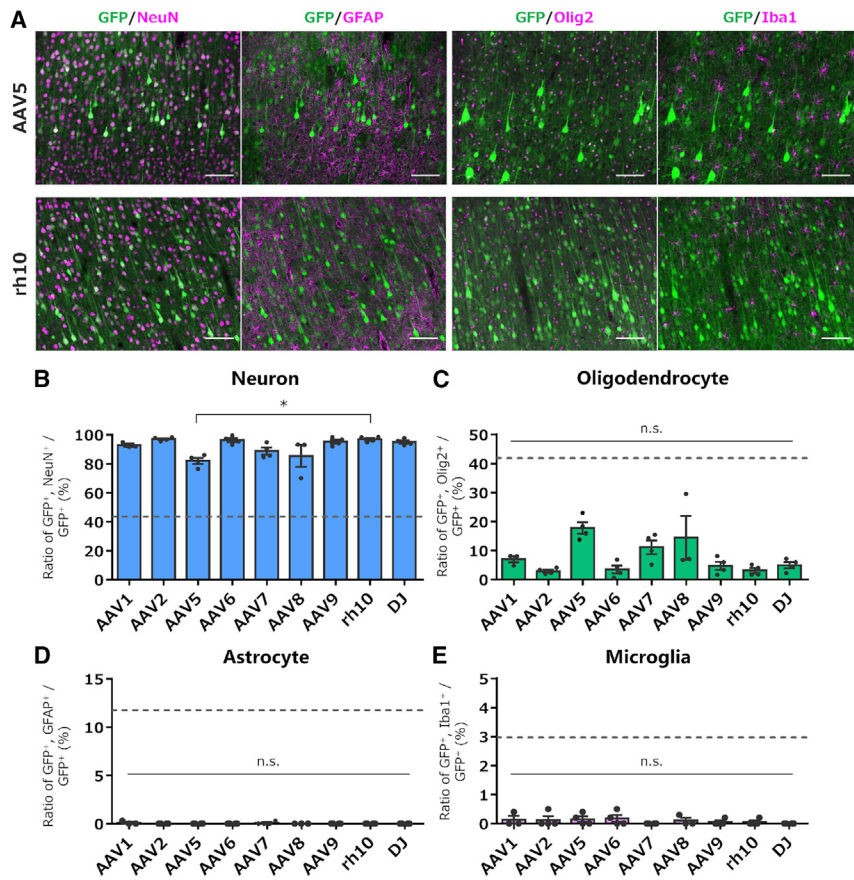 A
GFP/NeuN
GFP/GFAP
GFP/Olig2
GFP/Iba1
AAV5
rh10
B
Neuron
Ratio of GFP⁺, NeuN⁺ /
GFP⁺ (%)
100
80
60
40
20
0
*
AAV1
AAV2
AAV5
AAV6
AAV7
AAV8
AAV9
rh10
DJ
C
Oligodendrocyte
Ratio of GFP⁺, Olig2+ /
GFP⁺ (%)
50
40
30
20
10
0
n.s.
AAV1
AAV2
AAV5
AAV6
AAV7
AAV8
AAV9
rh10
DJ
D
Astrocyte
Ratio of GFP⁺, GFAP⁺ /
GFP⁺ (%)
15
10
5
0
n.s.
AAV1
AAV2
AAV5
AAV6
AAV7
AAV8
AAV9
rh10
DJ
E
Microglia
Ratio of GFP⁺, Iba1⁺ /
GFP⁺ (%)
5
4
3
2
1
0
n.s.
AAV1
AAV2
AAV5
AAV6
AAV7
AAV8
AAV9
rh10
DJ